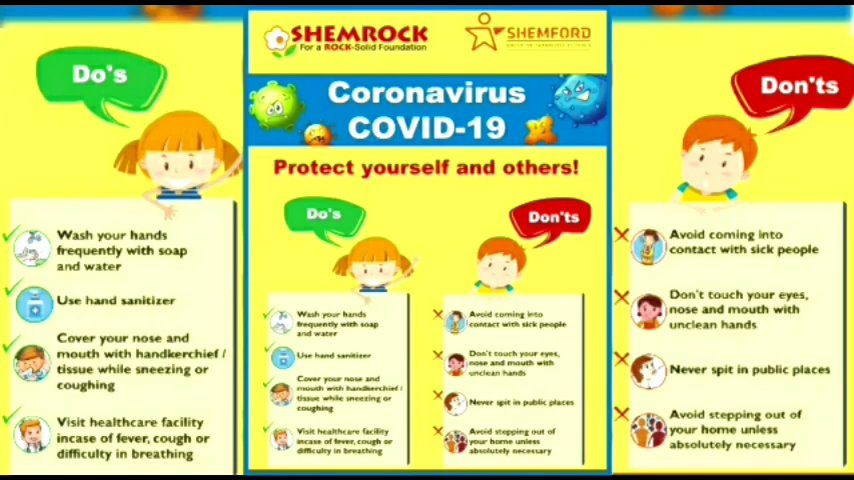 Do's
Wash your hands
frequently with soap
and water
Use hand sanitizer
Cover your nose and
mouth with handkerchief /
tissue while sneezing or
coughing
Visit healthcare facility
incase of fever, cough or
difficulty in breathing
SHEMROCK
For a ROCK-Solid Foundation
SHEMFORD
Coronavirus
COVID-19
Protect yourself and others!
Do's
Wash your hands
frequently with soap
and water
Use hand sanitizer
Cover your nose and
mouth with handkerchief /
tissue while sneezing or
coughing
Visit healthcare facility
incase of fever, cough or
difficulty in breathing
Don'ts
Avoid coming into
contact with sick people
Don't touch your eyes,
nose and mouth with
unclean hands
Never spit in public places
Avoid stepping out of
your home unless
absolutely necessary
Don'ts
Avoid coming into
contact with sick people
Don't touch your eyes,
nose and mouth with
unclean hands
Never spit in public places
Avoid stepping out of
your home unless
absolutely necessary